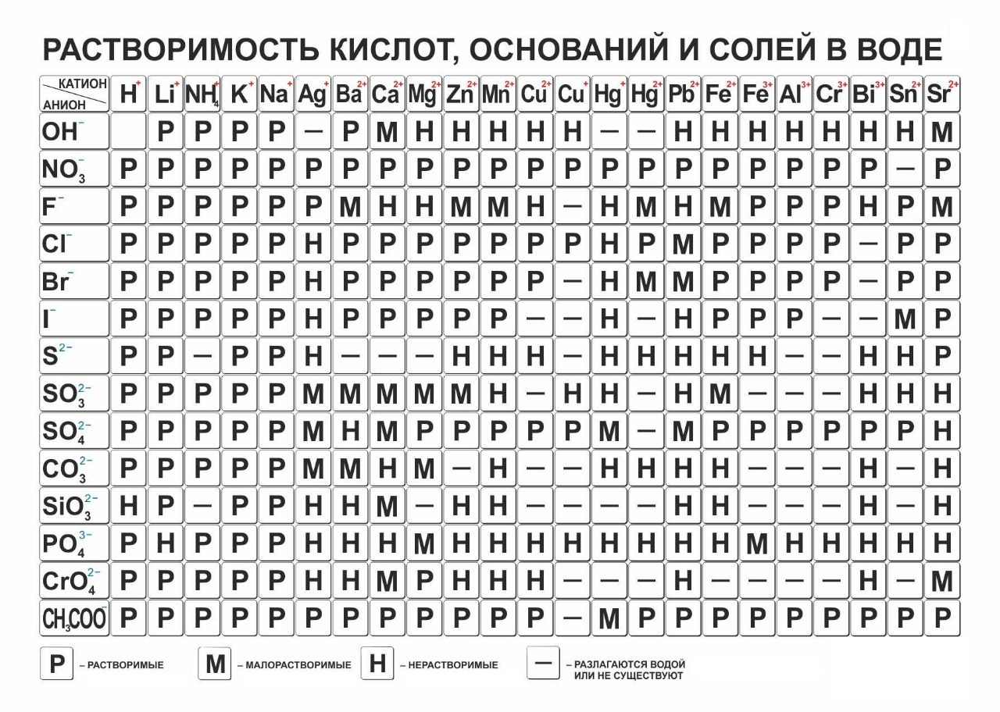 РАСТВОРИМОСТЬ КИСЛОТ, ОСНОВАНИЙ И СОЛЕЙ В ВОДЕ
КАТИОН АНИОН H⁺ Li⁺ NH₄⁺ K⁺ Na⁺ Ag⁺ Ba²⁺ Ca²⁺ Mg²⁺ Zn²⁺ Mn²⁺ Cu²⁺ Cu⁺ Hg⁺ Hg²⁺ Pb²⁺ Fe²⁺ Fe³⁺ Al³⁺ Cr³⁺ Bi³⁺ Sn²⁺ Sr²⁺
OH⁻ Р Р Р Р – Р М Н Н Н Н Н – – Н Н Н Н Н Н Н М
NO₃⁻ Р Р Р Р Р Р Р Р Р Р Р Р Р Р Р Р Р Р Р Р Р – Р
F⁻ Р Р Р Р Р Р М Н Н М М Н – Н М Н М Р Р Р Н Р М
Cl⁻ Р Р Р Р Р Н Р Р Р Р Р Р Р Н Р М Р Р Р Р – Р Р
Br⁻ Р Р Р Р Р Н Р Р Р Р Р Р – Н М М Р Р Р Р – Р Р
I⁻ Р Р Р Р Р Н Р Р Р Р Р – – Н – Н Р Р Р – – М Р
S²⁻ Р Р – Р Р Н – – – Н Н Н – Н Н Н Н Н – – Н Н Р
SO₃²⁻ Р Р Р Р Р М М М М М Н – Н Н – Н М – – – Н Н Н
SO₄²⁻ Р Р Р Р Р М Н М Р Р Р Р Р М – М Р Р Р Р Р Р Н
CO₃²⁻ Р Р Р Р Р М М Н М – Н – – Н Н Н Н – – – Н – Н
SiO₃²⁻ Н Р – Р Р Н Н М – Н Н – – – – Н Н – – – Н – Н
PO₄³⁻ Р Н Р Р Р Н Н Н М Н Н Н Н Н Н Н Н М Н Н Н Н Н
CrO₄²⁻ Р Р Р Р Р Н Н М Р Н Н Н – – – Н – – – – Н – М
CH₃COO⁻ Р Р Р Р Р Р Р Р Р Р Р Р – М Р Р Р Р Р Р Р Р Р
Р – РАСТВОРИМЫЕ М – МАЛОРАСТВОРИМЫЕ Н – НЕРАСТВОРИМЫЕ – – РАЗЛАГАЮТСЯ ВОДОЙ
ИЛИ НЕ СУЩЕСТВУЮТ